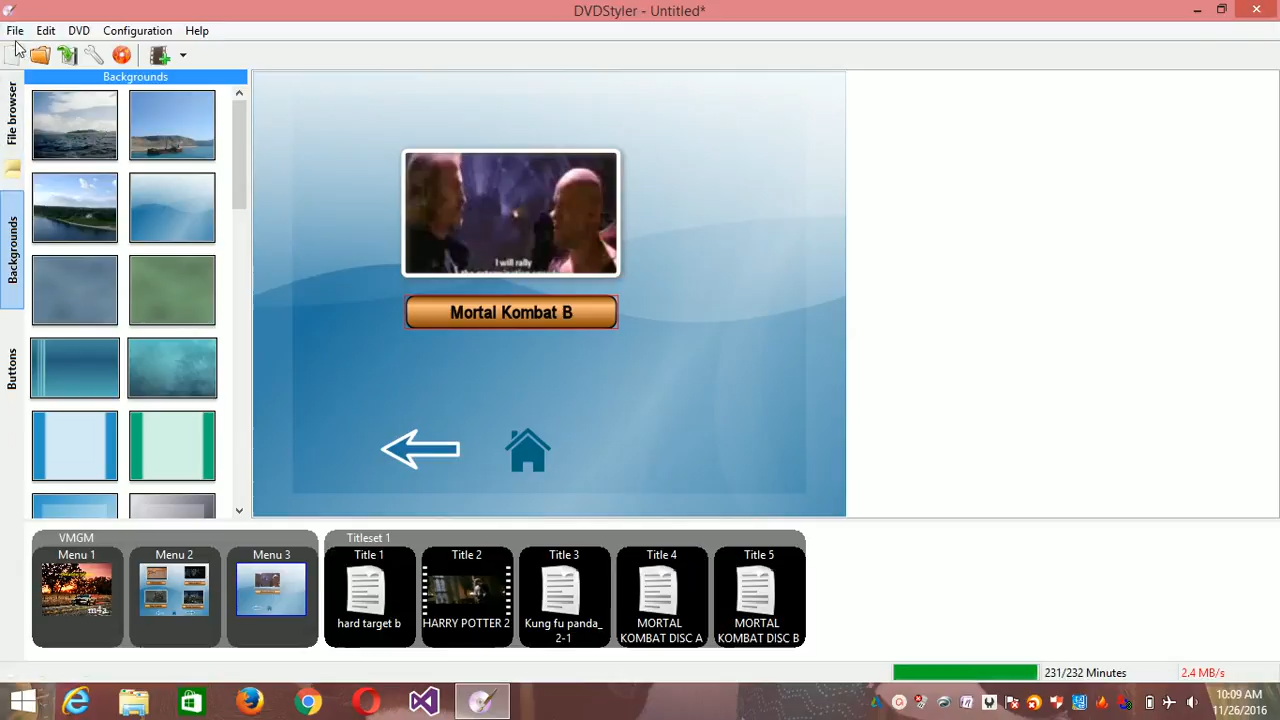 DVDStyler - Untitled*
File Edit DVD Configuration Help
Backgrounds
File browser
Backgrounds
Buttons
I will rally
Mortal Kombat B
VMGM
Titleset 1
Menu 1 Menu 2 Menu 3 Title 1 Title 2 Title 3 Title 4 Title 5
m4a
hard target b HARRY POTTER 2 Kung fu panda_ MORTAL MORTAL
2-1 KOMBAT DISC A KOMBAT DISC B
231/232 Minutes 2.4 MB/s
10:09 AM
11/26/2016